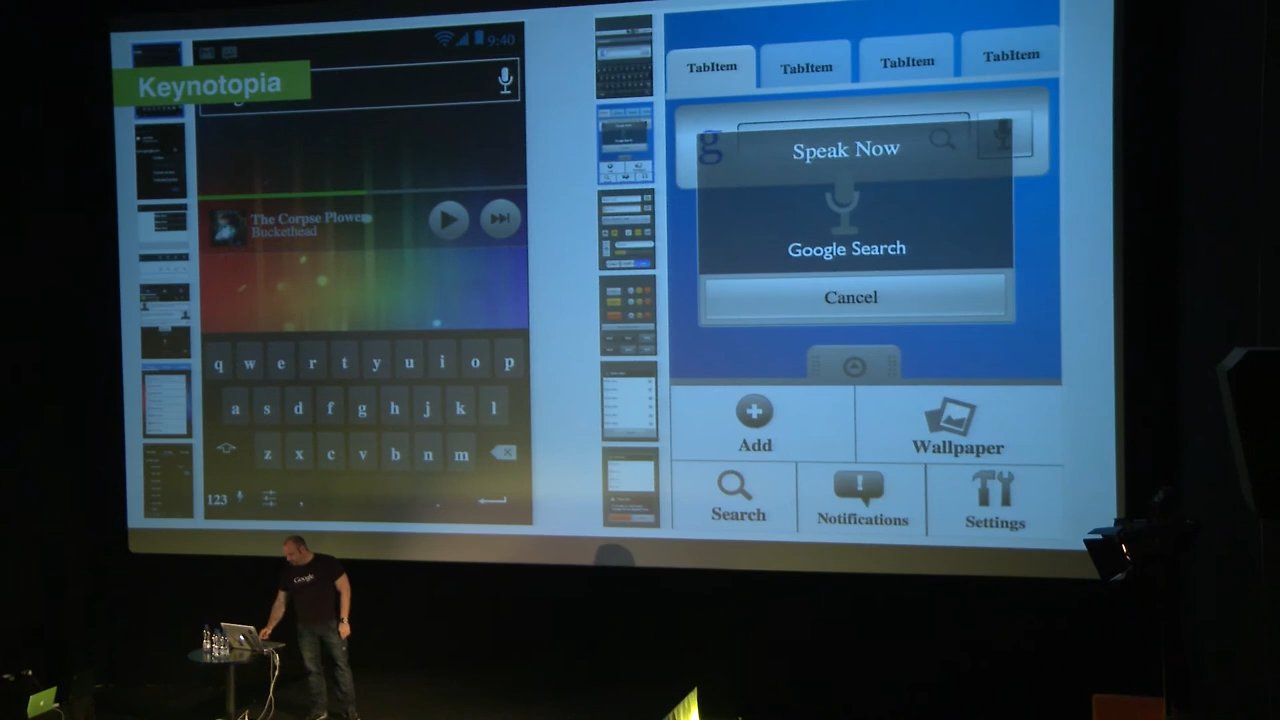 Keynotopia
9:40
The Corpse Plower
Buckethead
q w e r t y u i o p
a s d f g h j k l
z x c v b n m
123 , .
TabItem
TabItem
TabItem
TabItem
g
Speak Now
Google Search
Cancel
Add
Wallpaper
Search
Notifications
Settings
Google